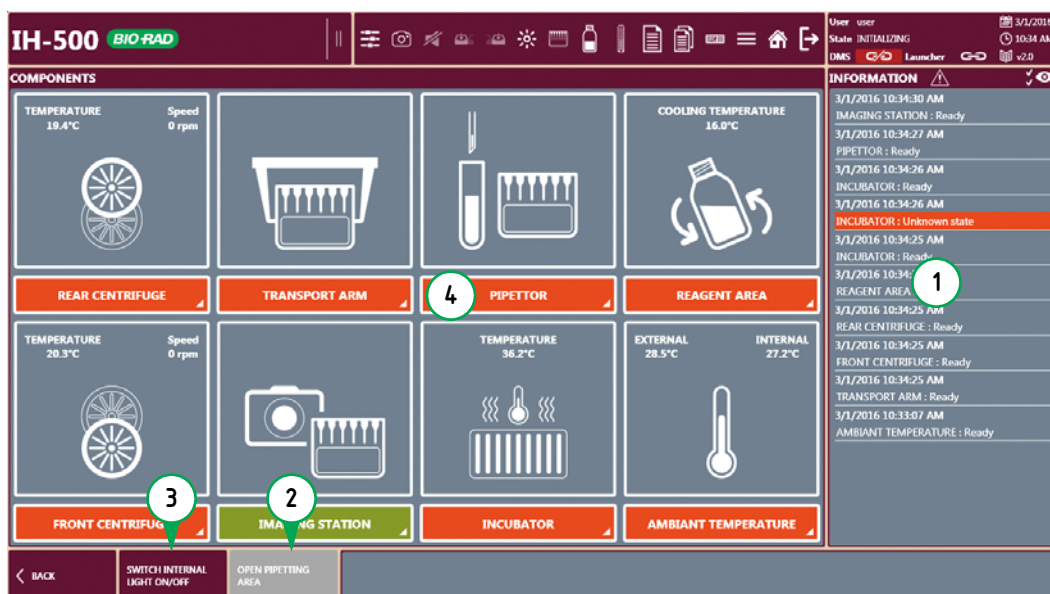 IH-500 BIO-RAD
User user
3/1/2016
State INITIALIZING
10:34 AM
DMS Launcher v2.0
COMPONENTS
INFORMATION
TEMPERATURE Speed
19.4°C 0 rpm
COOLING TEMPERATURE
16.0°C
REAR CENTRIFUGE
TRANSPORT ARM
4
PIPETTOR
REAGENT AREA
TEMPERATURE Speed
20.3°C 0 rpm
TEMPERATURE
36.2°C
EXTERNAL INTERNAL
28.5°C 27.2°C
3
2
FRONT CENTRIFUG
IMAGING STATION
INCUBATOR
AMBIANT TEMPERATURE
3/1/2016 10:34:30 AM
IMAGING STATION : Ready
3/1/2016 10:34:27 AM
PIPETTOR : Ready
3/1/2016 10:34:26 AM
INCUBATOR : Ready
3/1/2016 10:34:26 AM
INCUBATOR : Unknown state
3/1/2016 10:34:25 AM
INCUBATOR : Ready
3/1/2016 10:34:
REAGENT AREA
1
3/1/2016 10:34:25 AM
REAR CENTRIFUGE : Ready
3/1/2016 10:34:25 AM
FRONT CENTRIFUGE : Ready
3/1/2016 10:34:25 AM
TRANSPORT ARM : Ready
3/1/2016 10:33:07 AM
AMBIANT TEMPERATURE : Ready
BACK
SWITCH INTERNAL
LIGHT ON/OFF
OPEN PIPETTING
AREA